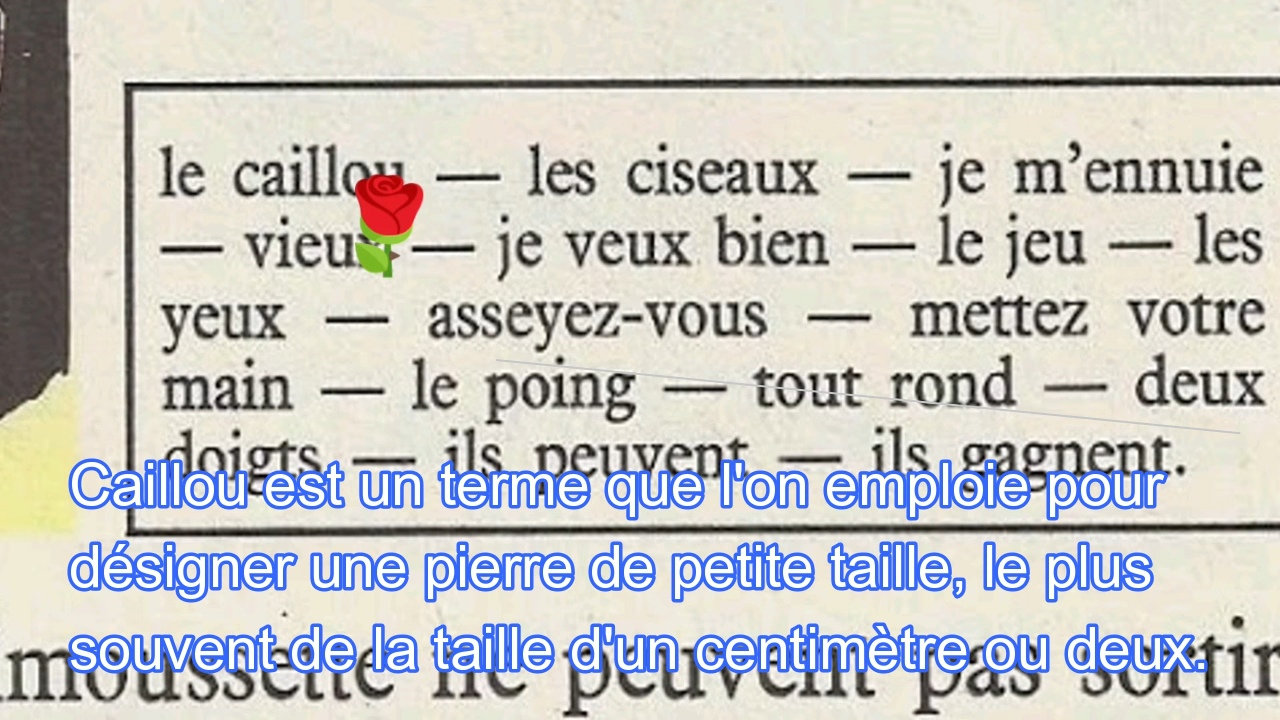 le caillou — les ciseaux — je m'ennuie
— vieux — je veux bien — le jeu — les
yeux — asseyez-vous — mettez votre
main — le poing — tout rond — deux
doigts — ils peuvent — ils gagnent.
Caillou est un terme que l'on emploie pour
désigner une pierre de petite taille, le plus
souvent de la taille d'un centimètre ou deux.
ne peuvent pas sortir